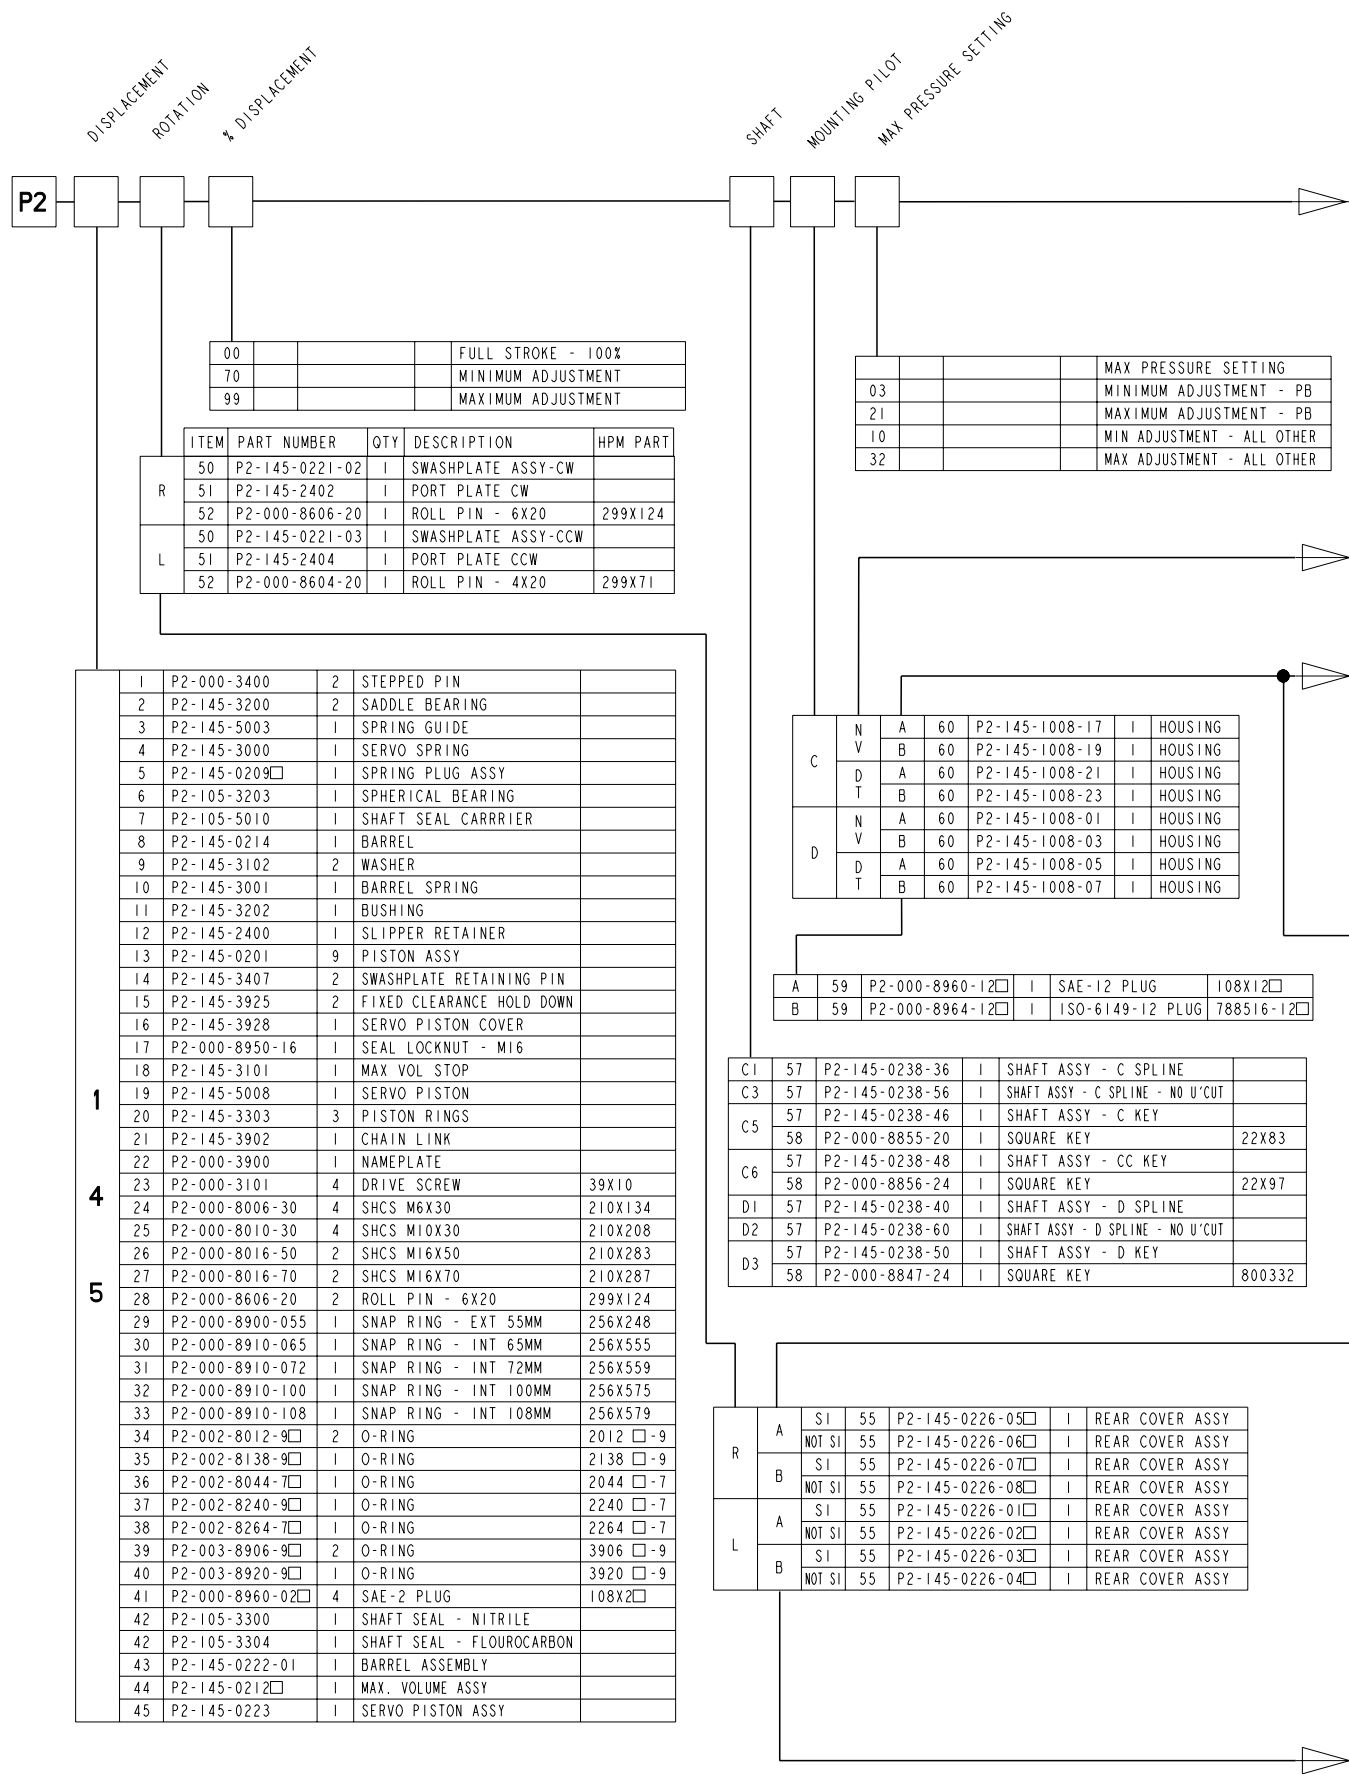 DISPLACEMENT
ROTATION
% DISPLACEMENT
SHAFT
MOUNTING PILOT
MAX PRESSURE SETTING
P2
00 FULL STROKE - 100%
70 MINIMUM ADJUSTMENT
99 MAXIMUM ADJUSTMENT
MAX PRESSURE SETTING
03 MINIMUM ADJUSTMENT - PB
21 MAXIMUM ADJUSTMENT - PB
10 MIN ADJUSTMENT - ALL OTHER
32 MAX ADJUSTMENT - ALL OTHER
ITEM PART NUMBER QTY DESCRIPTION HPM PART
R
50 P2-145-0221-02 1 SWASHPLATE ASSY-CW
51 P2-145-2402 1 PORT PLATE CW
52 P2-000-8606-20 1 ROLL PIN - 6X20 299X124
L
50 P2-145-0221-03 1 SWASHPLATE ASSY-CCW
51 P2-145-2404 1 PORT PLATE CCW
52 P2-000-8604-20 1 ROLL PIN - 4X20 299X71
1 4 5
1 P2-000-3400 2 STEPPED PIN
2 P2-145-3200 2 SADDLE BEARING
3 P2-145-5003 1 SPRING GUIDE
4 P2-145-3000 1 SERVO SPRING
5 P2-145-0209□ 1 SPRING PLUG ASSY
6 P2-105-3203 1 SPHERICAL BEARING
7 P2-105-5010 1 SHAFT SEAL CARRRIER
8 P2-145-0214 1 BARREL
9 P2-145-3102 2 WASHER
10 P2-145-3001 1 BARREL SPRING
11 P2-145-3202 1 BUSHING
12 P2-145-2400 1 SLIPPER RETAINER
13 P2-145-0201 9 PISTON ASSY
14 P2-145-3407 2 SWASHPLATE RETAINING PIN
15 P2-145-3925 2 FIXED CLEARANCE HOLD DOWN
16 P2-145-3928 1 SERVO PISTON COVER
17 P2-000-8950-16 1 SEAL LOCKNUT - M16
18 P2-145-3101 1 MAX VOL STOP
19 P2-145-5008 1 SERVO PISTON
20 P2-145-3303 3 PISTON RINGS
21 P2-145-3902 1 CHAIN LINK
22 P2-000-3900 1 NAMEPLATE
23 P2-000-3101 4 DRIVE SCREW 39X10
24 P2-000-8006-30 4 SHCS M6X30 210X134
25 P2-000-8010-30 4 SHCS M10X30 210X208
26 P2-000-8016-50 2 SHCS M16X50 210X283
27 P2-000-8016-70 2 SHCS M16X70 210X287
28 P2-000-8606-20 2 ROLL PIN - 6X20 299X124
29 P2-000-8900-055 1 SNAP RING - EXT 55MM 256X248
30 P2-000-8910-065 1 SNAP RING - INT 65MM 256X555
31 P2-000-8910-072 1 SNAP RING - INT 72MM 256X559
32 P2-000-8910-100 1 SNAP RING - INT 100MM 256X575
33 P2-000-8910-108 1 SNAP RING - INT 108MM 256X579
34 P2-002-8012-9□ 2 O-RING 2012 □-9
35 P2-002-8138-9□ 1 O-RING 2138 □-9
36 P2-002-8044-7□ 1 O-RING 2044 □-7
37 P2-002-8240-9□ 1 O-RING 2240 □-7
38 P2-002-8264-7□ 1 O-RING 2264 □-7
39 P2-003-8906-9□ 2 O-RING 3906 □-9
40 P2-003-8920-9□ 1 O-RING 3920 □-9
41 P2-000-8960-02□ 4 SAE-2 PLUG 108X2□
42 P2-105-3300 1 SHAFT SEAL - NITRILE
42 P2-105-3304 1 SHAFT SEAL - FLOUROCARBON
43 P2-145-0222-01 1 BARREL ASSEMBLY
44 P2-145-0212□ 1 MAX. VOLUME ASSY
45 P2-145-0223 1 SERVO PISTON ASSY
C
NV
A 60 P2-145-1008-17 1 HOUSING
B 60 P2-145-1008-19 1 HOUSING
DT
A 60 P2-145-1008-21 1 HOUSING
B 60 P2-145-1008-23 1 HOUSING
D
NV
A 60 P2-145-1008-01 1 HOUSING
B 60 P2-145-1008-03 1 HOUSING
DT
A 60 P2-145-1008-05 1 HOUSING
B 60 P2-145-1008-07 1 HOUSING
A 59 P2-000-8960-12□ 1 SAE-12 PLUG 108X12□
B 59 P2-000-8964-12□ 1 ISO-6149-12 PLUG 788516-12□
C1 57 P2-145-0238-36 1 SHAFT ASSY - C SPLINE
C3 57 P2-145-0238-56 1 SHAFT ASSY - C SPLINE - NO U'CUT
C5
57 P2-145-0238-46 1 SHAFT ASSY - C KEY
58 P2-000-8855-20 1 SQUARE KEY 22X83
C6
57 P2-145-0238-48 1 SHAFT ASSY - CC KEY
58 P2-000-8856-24 1 SQUARE KEY 22X97
D1 57 P2-145-0238-40 1 SHAFT ASSY - D SPLINE
D2 57 P2-145-0238-60 1 SHAFT ASSY - D SPLINE - NO U'CUT
D3
57 P2-145-0238-50 1 SHAFT ASSY - D KEY
58 P2-000-8847-24 1 SQUARE KEY 800332
R
A
SI 55 P2-145-0226-05□ 1 REAR COVER ASSY
NOT SI 55 P2-145-0226-06□ 1 REAR COVER ASSY
B
SI 55 P2-145-0226-07□ 1 REAR COVER ASSY
NOT SI 55 P2-145-0226-08□ 1 REAR COVER ASSY
L
A
SI 55 P2-145-0226-01□ 1 REAR COVER ASSY
NOT SI 55 P2-145-0226-02□ 1 REAR COVER ASSY
B
SI 55 P2-145-0226-03□ 1 REAR COVER ASSY
NOT SI 55 P2-145-0226-04□ 1 REAR COVER ASSY